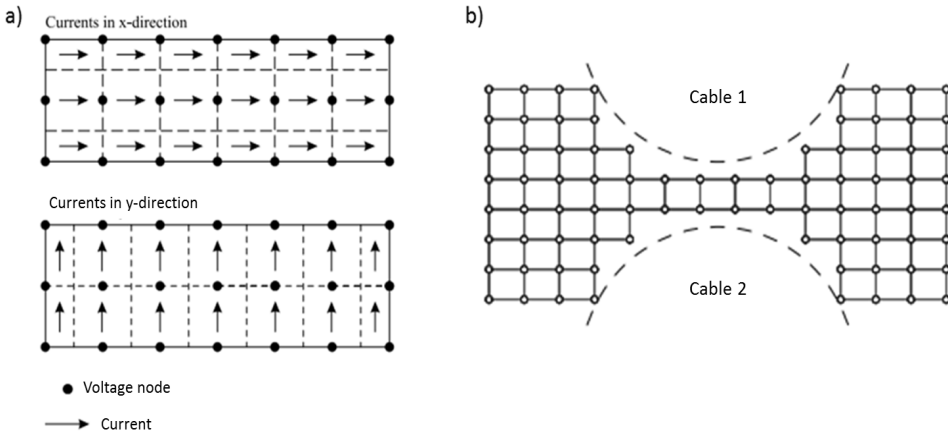 a)
Currents in x-direction
Currents in y-direction
Voltage node
Current
b)
Cable 1
Cable 2